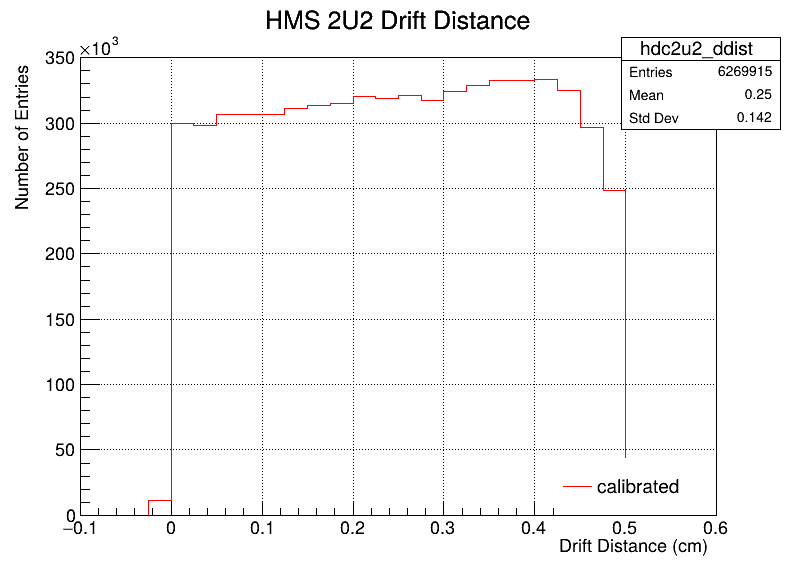 HMS 2U2 Drift Distance
×10³
hdc2u2_ddist
Entries 6269915
Mean 0.25
Std Dev 0.142
Number of Entries
350
300
250
200
150
100
50
0
−0.1 0 0.1 0.2 0.3 0.4 0.5 0.6
calibrated
Drift Distance (cm)